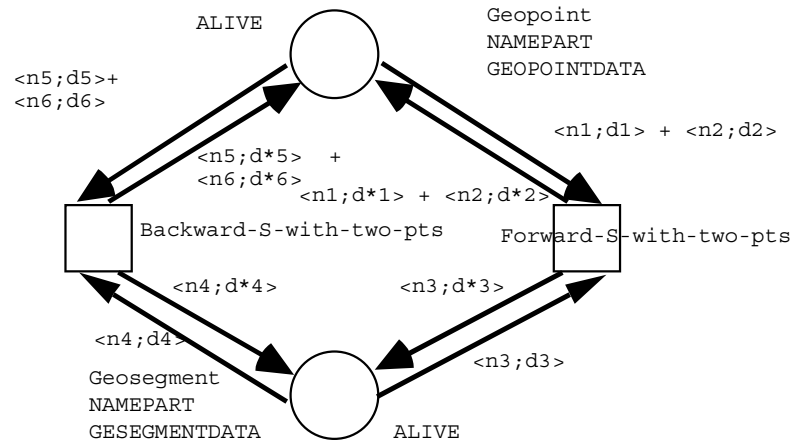 ALIVE
Geopoint
NAMEPART
GEOPOINTDATA
<n5;d5>+
<n6;d6>
<n1;d1> + <n2;d2>
<n5;d*5> +
<n6;d*6>
<n1;d*1> + <n2;d*2>
Backward-S-with-two-pts
Forward-S-with-two-pts
<n4;d*4>
<n3;d*3>
<n4;d4>
<n3;d3>
Geosegment
NAMEPART
GESEGMENTDATA
ALIVE